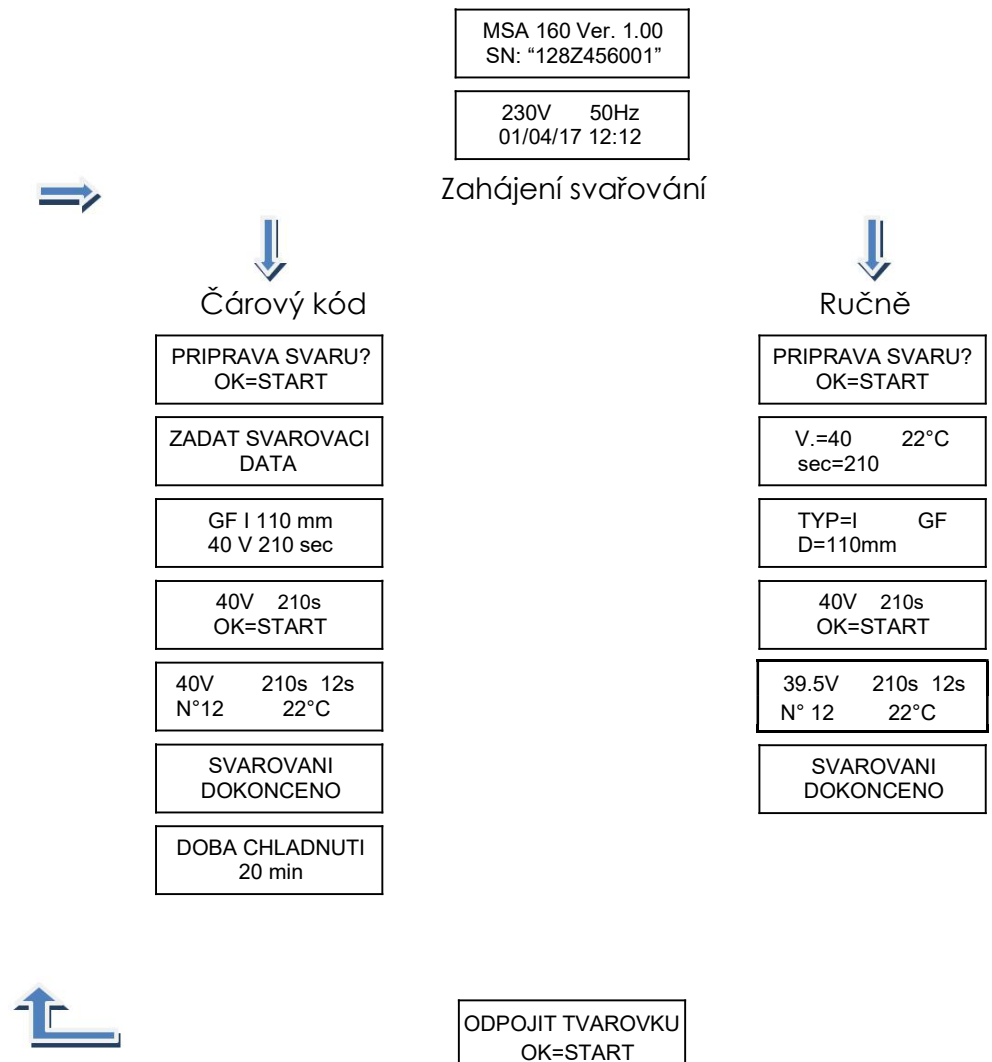 MSA 160 Ver. 1.00
SN: “128Z456001”
230V 50Hz
01/04/17 12:12
Zahájení svařování
Čárový kód
PRIPRAVA SVARU?
OK=START
ZADAT SVAROVACI
DATA
GF I 110 mm
40 V 210 sec
40V 210s
OK=START
40V 210s 12s
N°12 22°C
SVAROVANI
DOKONCENO
DOBA CHLADNUTI
20 min
Ručně
PRIPRAVA SVARU?
OK=START
V.=40 22°C
sec=210
TYP=I GF
D=110mm
40V 210s
OK=START
39.5V 210s 12s
N° 12 22°C
SVAROVANI
DOKONCENO
ODPOJIT TVAROVKU
OK=START